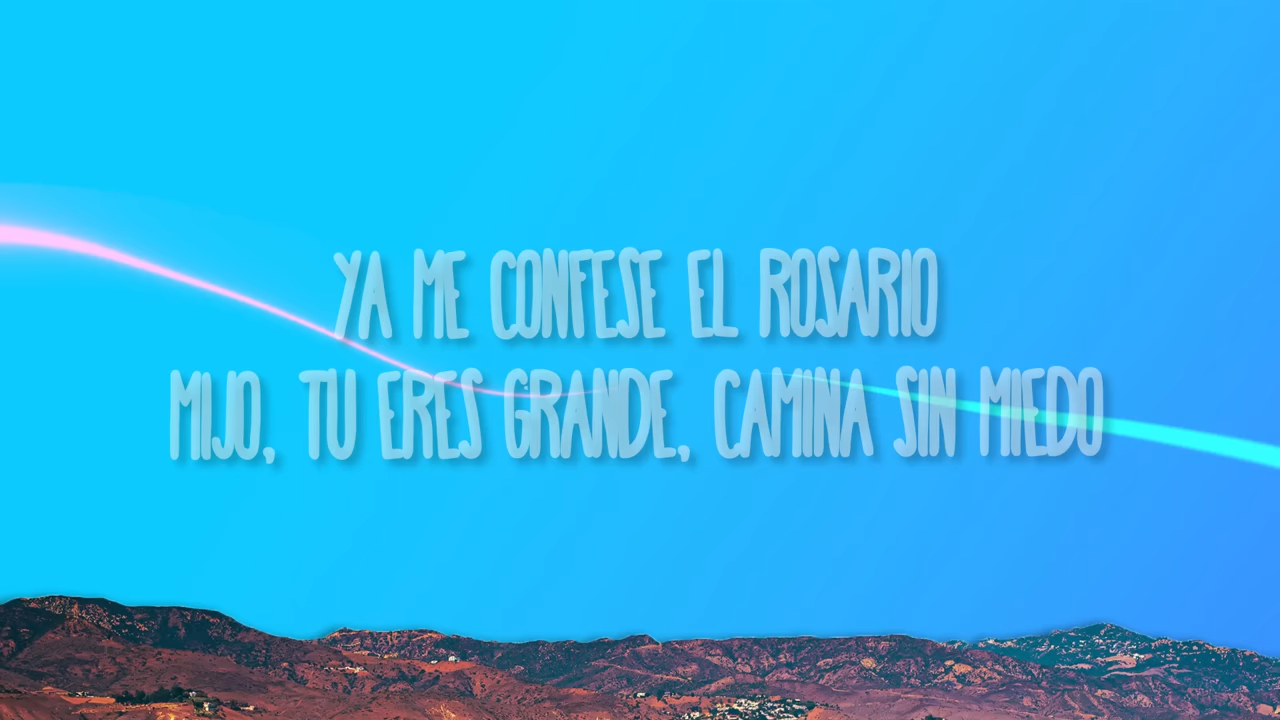 YA ME CONFESE EL ROSARIO
MIJO, TU ERES GRANDE, CAMINA SIN MIEDO